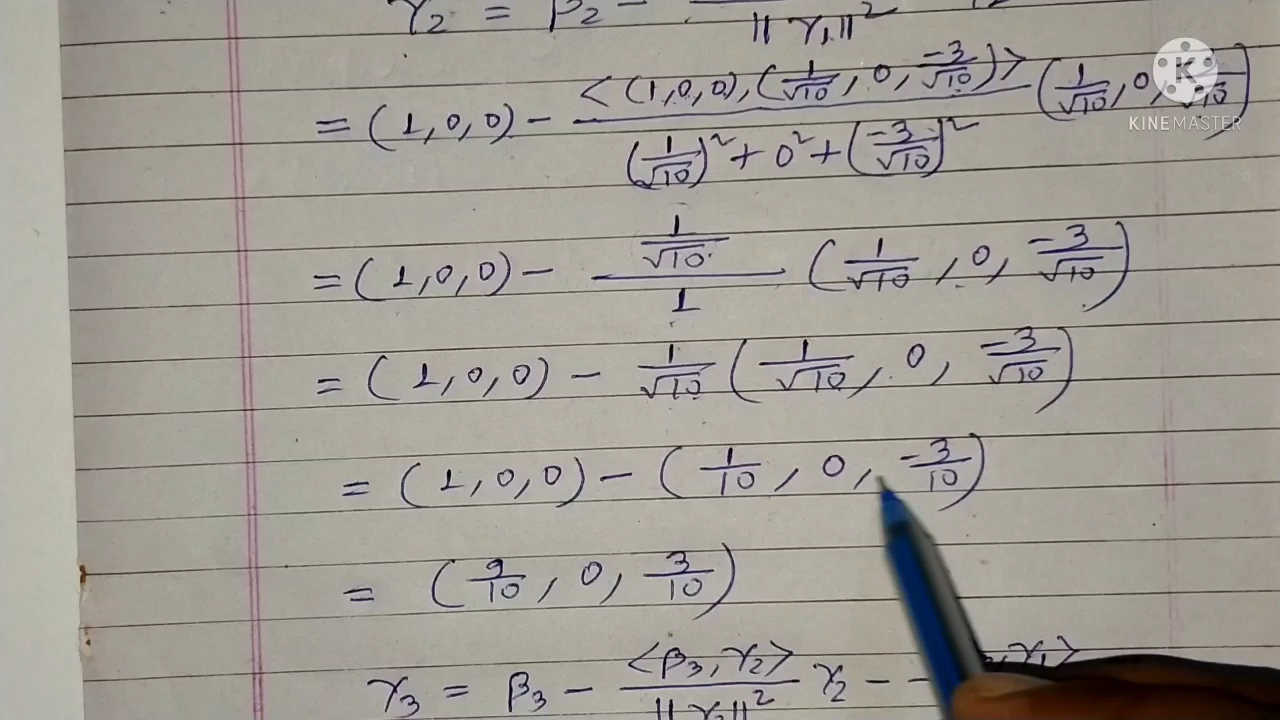 γ₂ = β₂ - ‖γ₁‖²
= (1,0,0) - <(1,0,0),(1/√10, 0, -3/√10)> / ((1/√10)² + 0² + (-3/√10)²) (1/√10, 0, /√10)
K
KINEMASTER
= (1,0,0) - (1/√10)/1 (1/√10, 0, -3/√10)
= (1,0,0) - 1/√10 (1/√10, 0, -3/√10)
= (1,0,0) - (1/10, 0, -3/10)
= (9/10, 0, 3/10)
γ₃ = β₃ - <β₃,γ₂> / ‖γ₂‖² γ₂ - , γ₁>